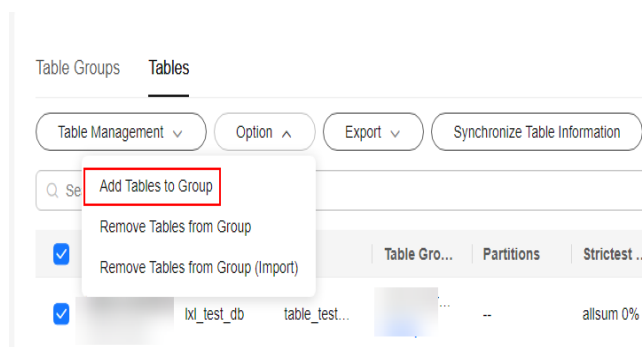 Table Groups Tables
Table Management Option Export Synchronize Table Information
Add Tables to Group
Remove Tables from Group
Table Gro... Partitions Strictest ..
Remove Tables from Group (Import)
lxl_test_db table_test... ... -- allsum 0%